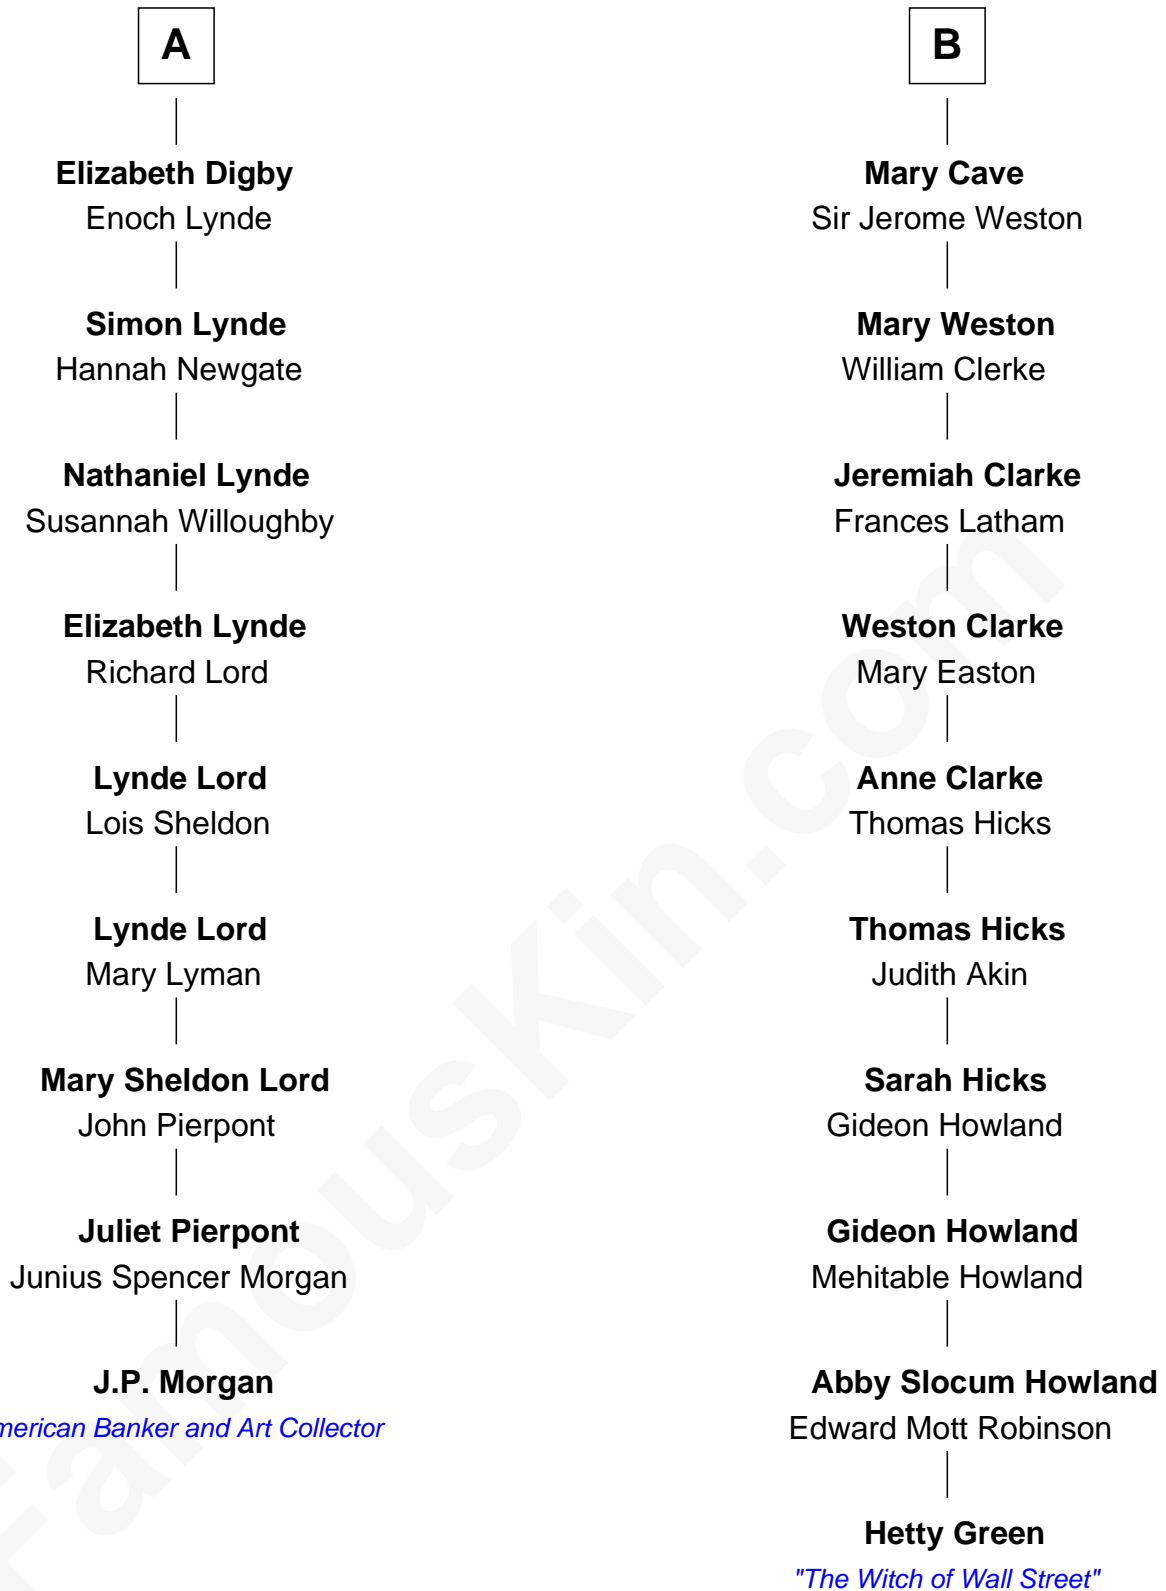 A
Elizabeth Digby
Enoch Lynde
Simon Lynde
Hannah Newgate
Nathaniel Lynde
Susannah Willoughby
Elizabeth Lynde
Richard Lord
Lynde Lord
Lois Sheldon
Lynde Lord
Mary Lyman
Mary Sheldon Lord
John Pierpont
Juliet Pierpont
Junius Spencer Morgan
J.P. Morgan
merican Banker and Art Collector
B
Mary Cave
Sir Jerome Weston
Mary Weston
William Clerke
Jeremiah Clarke
Frances Latham
Weston Clarke
Mary Easton
Anne Clarke
Thomas Hicks
Thomas Hicks
Judith Akin
Sarah Hicks
Gideon Howland
Gideon Howland
Mehitable Howland
Abby Slocum Howland
Edward Mott Robinson
Hetty Green
"The Witch of Wall Street"
FamousKin.com